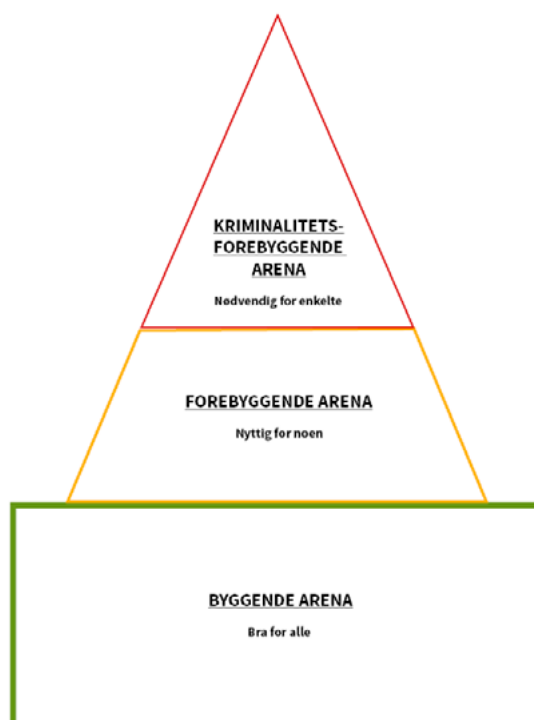 KRIMINALITETS-
FOREBYGGENDE
ARENA
Nødvendig for enkelte
FOREBYGGENDE ARENA
Nyttig for noen
BYGGENDE ARENA
Bra for alle